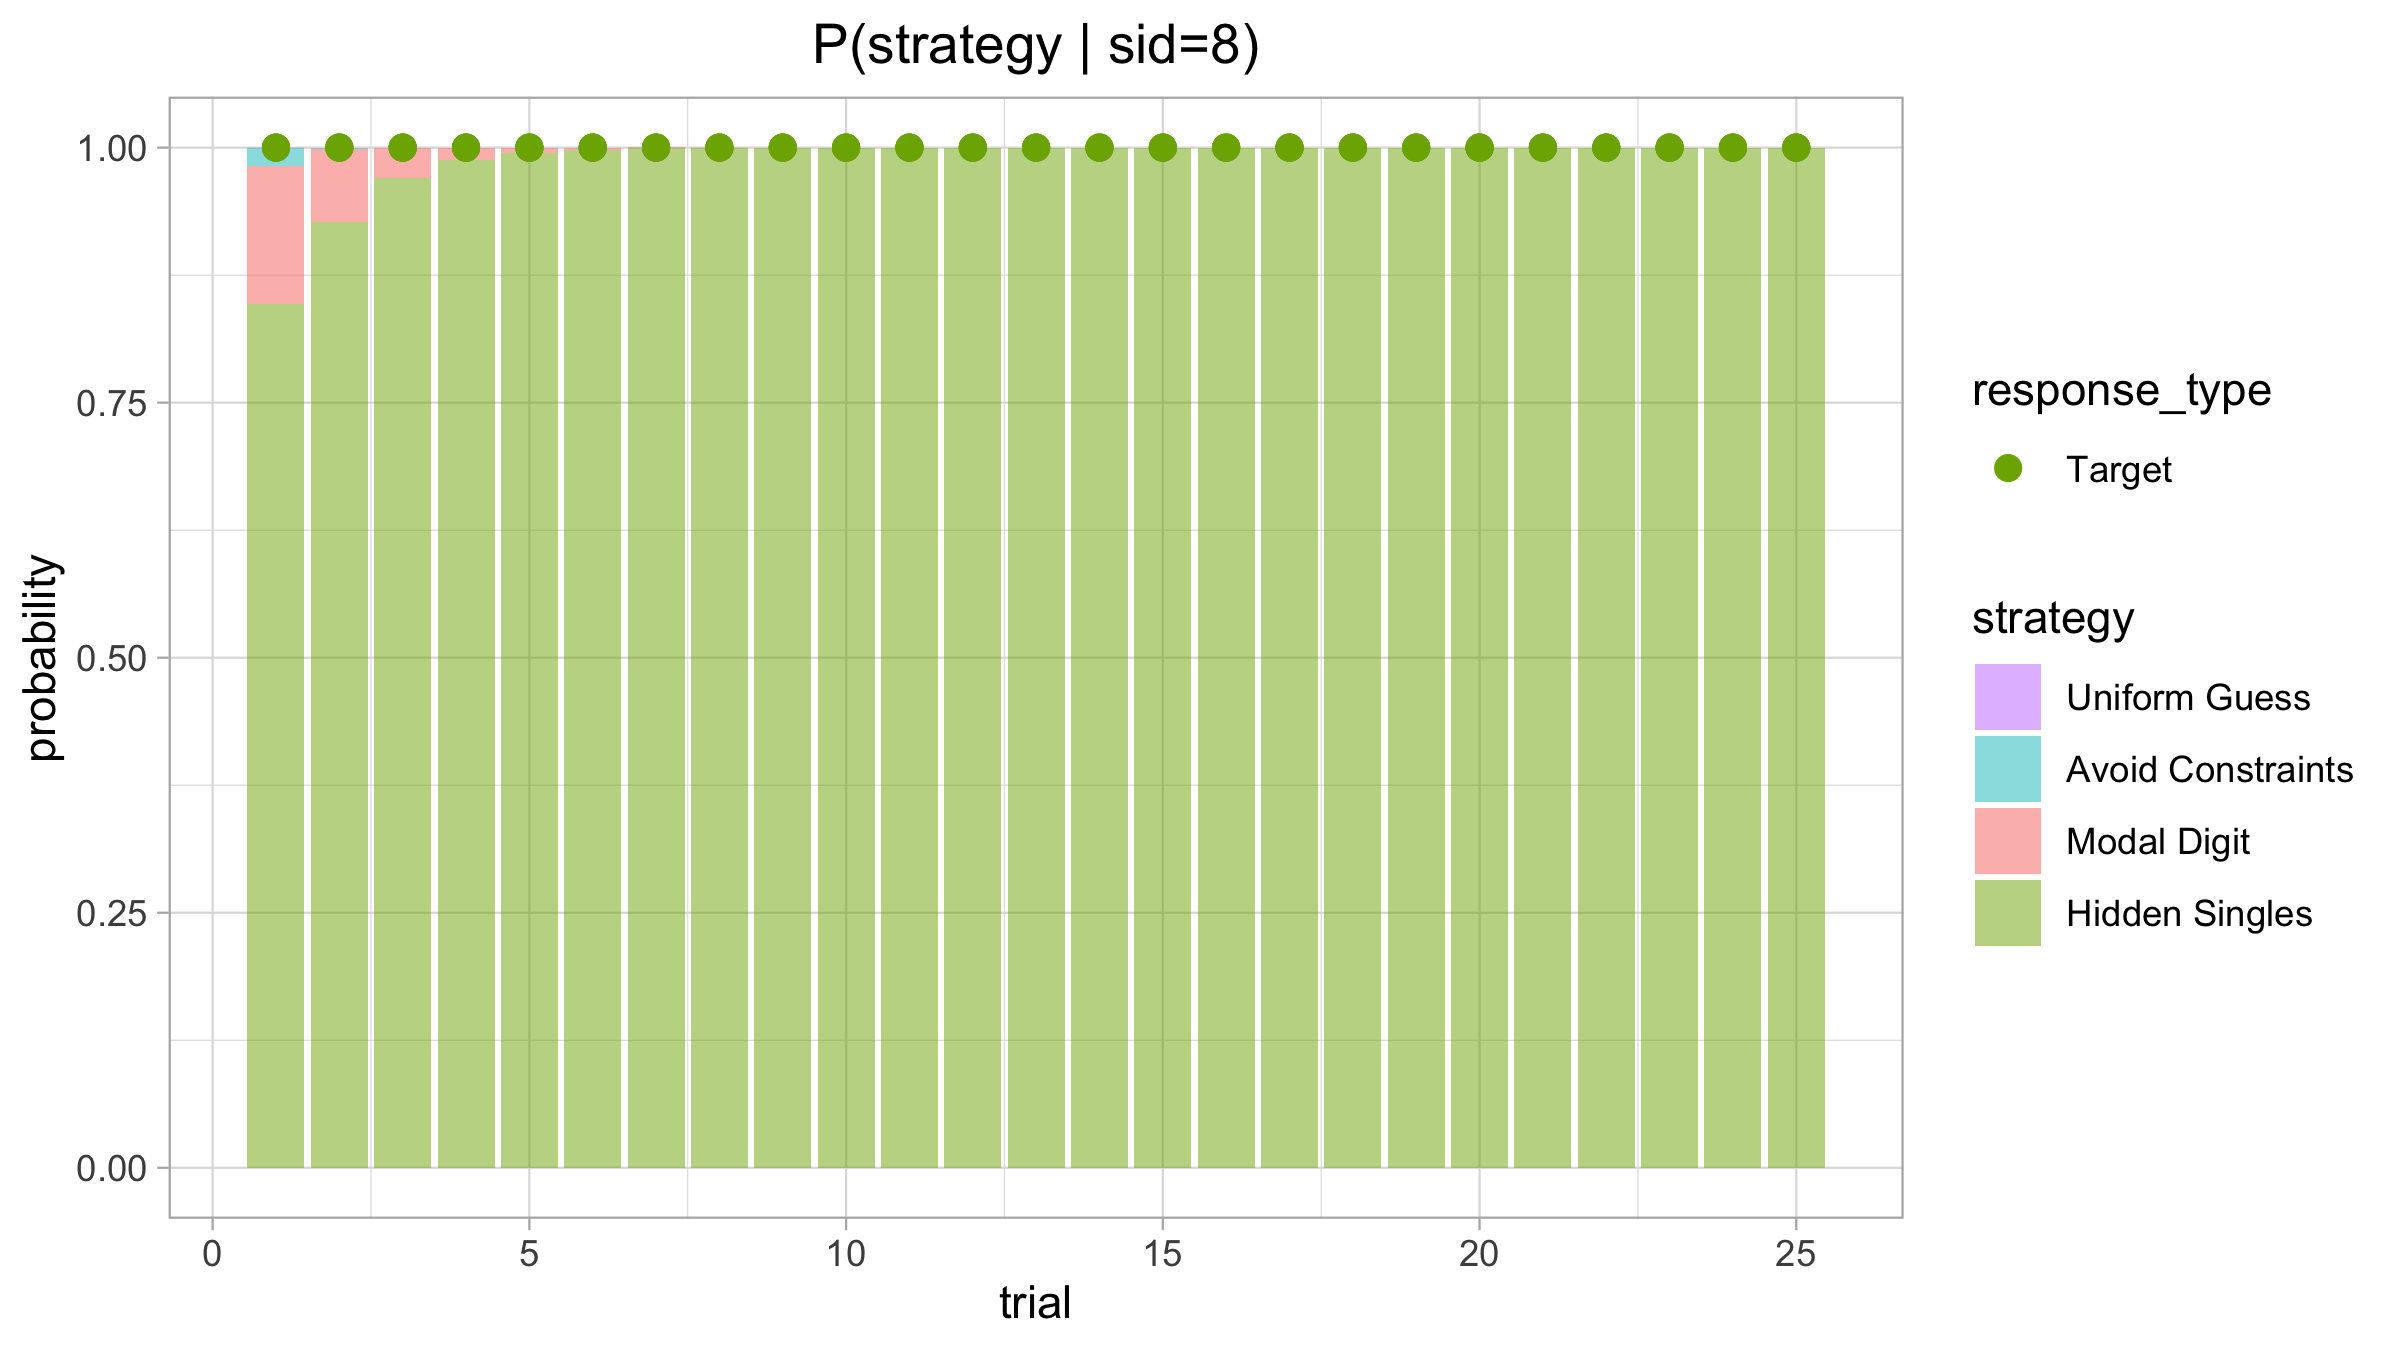 P(strategy | sid=8)
1.00
0.75
0.50
0.25
0.00
probability
0 5 10 15 20 25
trial
response_type
Target
strategy
Uniform Guess
Avoid Constraints
Modal Digit
Hidden Singles